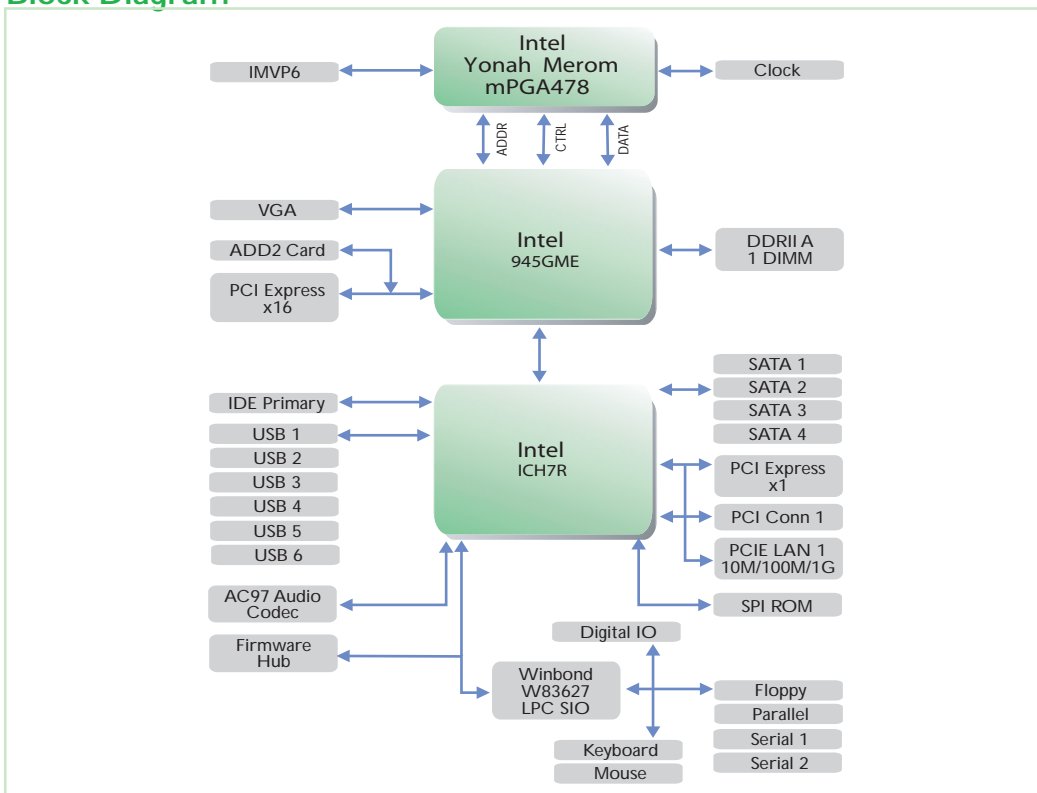 Block Diagram
Intel
Yonah Merom
mPGA478
IMVP6
Clock
ADDR
CTRL
DATA
VGA
ADD2 Card
PCI Express
x16
Intel
945GME
DDRII A
1 DIMM
IDE Primary
USB 1
USB 2
USB 3
USB 4
USB 5
USB 6
Intel
ICH7R
SATA 1
SATA 2
SATA 3
SATA 4
PCI Express
x1
PCI Conn 1
PCIE LAN 1
10M/100M/1G
AC97 Audio
Codec
SPI ROM
Firmware
Hub
Digital IO
Winbond
W83627
LPC SIO
Floppy
Parallel
Serial 1
Serial 2
Keyboard
Mouse